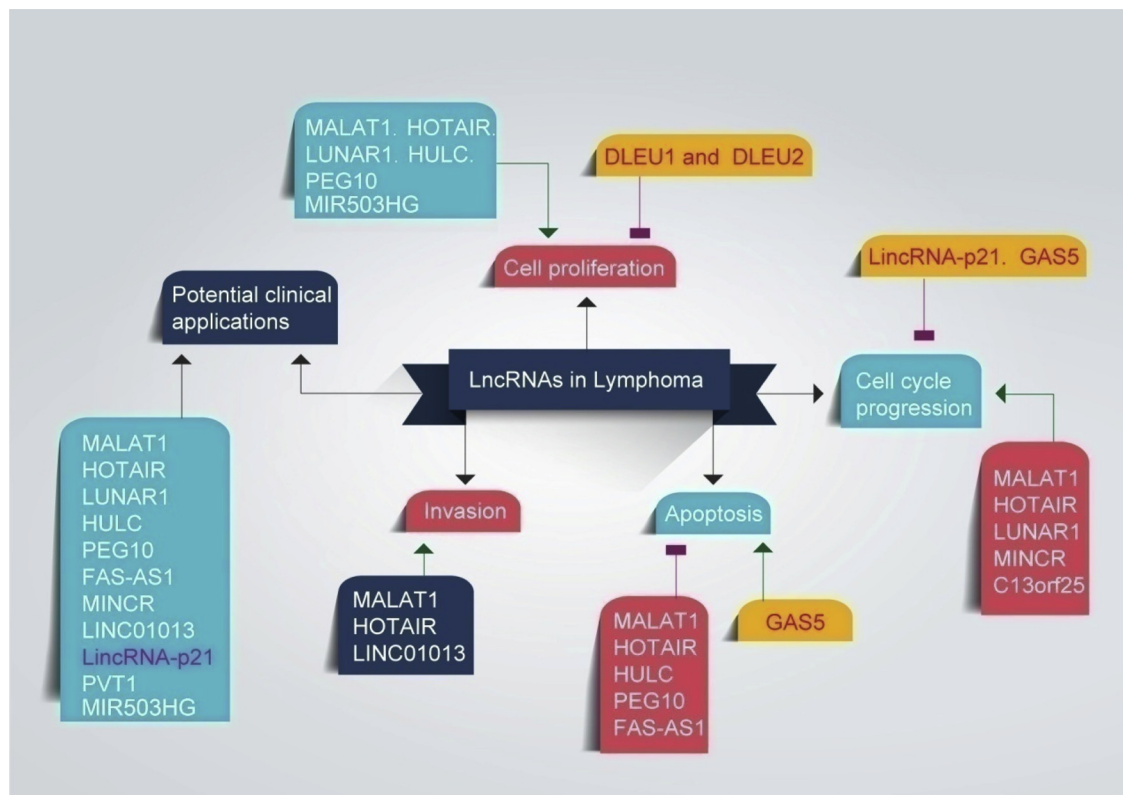 MALAT1. HOTAIR.
LUNAR1. HULC.
PEG10
MIR503HG
DLEU1 and DLEU2
Cell proliferation
LincRNA-p21. GAS5
Potential clinical
applications
LncRNAs in Lymphoma
Cell cycle
progression
MALAT1
HOTAIR
LUNAR1
HULC
PEG10
FAS-AS1
MINCR
LINC01013
LincRNA-p21
PVT1
MIR503HG
Invasion
MALAT1
HOTAIR
LINC01013
Apoptosis
MALAT1
HOTAIR
HULC
PEG10
FAS-AS1
GAS5
MALAT1
HOTAIR
LUNAR1
MINCR
C13orf25